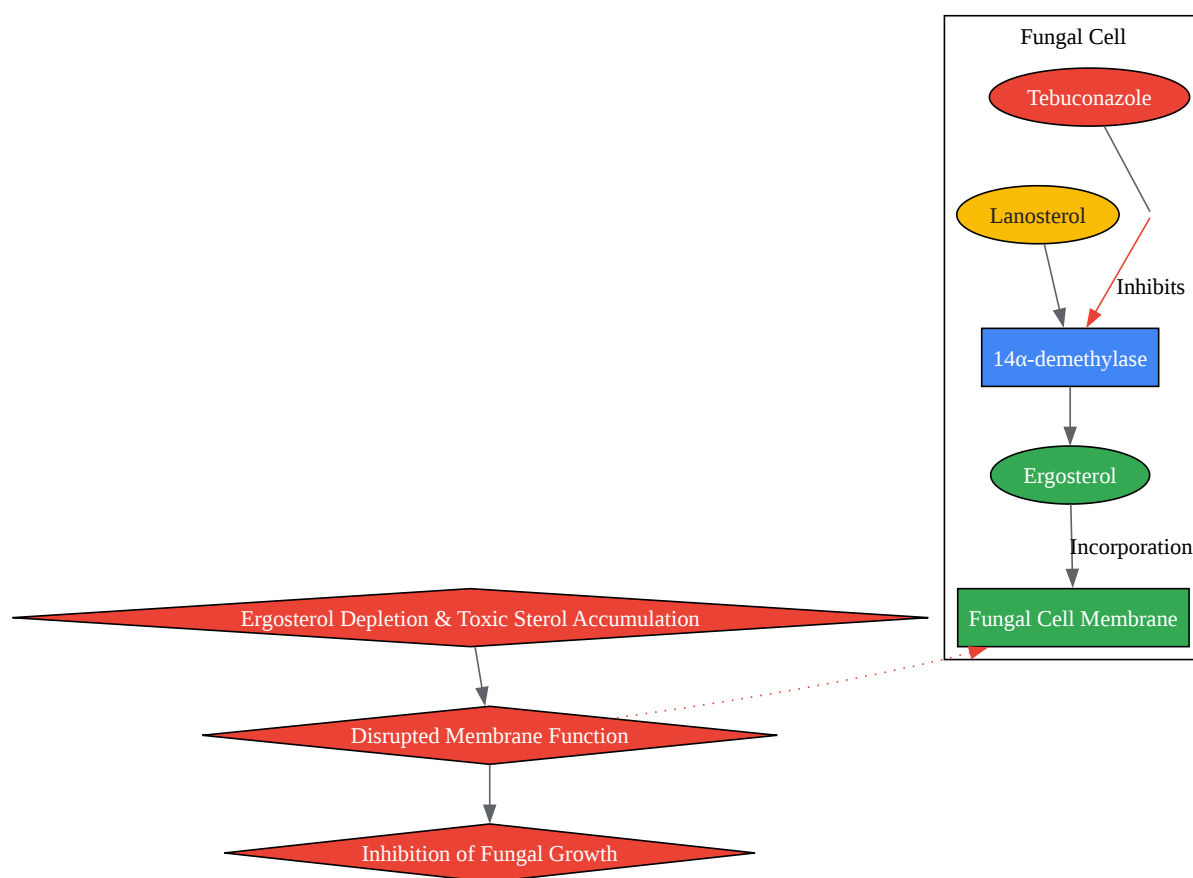 Fungal Cell
Tebuconazole
Lanosterol
Inhibits
14α-demethylase
Ergosterol
Incorporation
Fungal Cell Membrane
Ergosterol Depletion & Toxic Sterol Accumulation
Disrupted Membrane Function
Inhibition of Fungal Growth